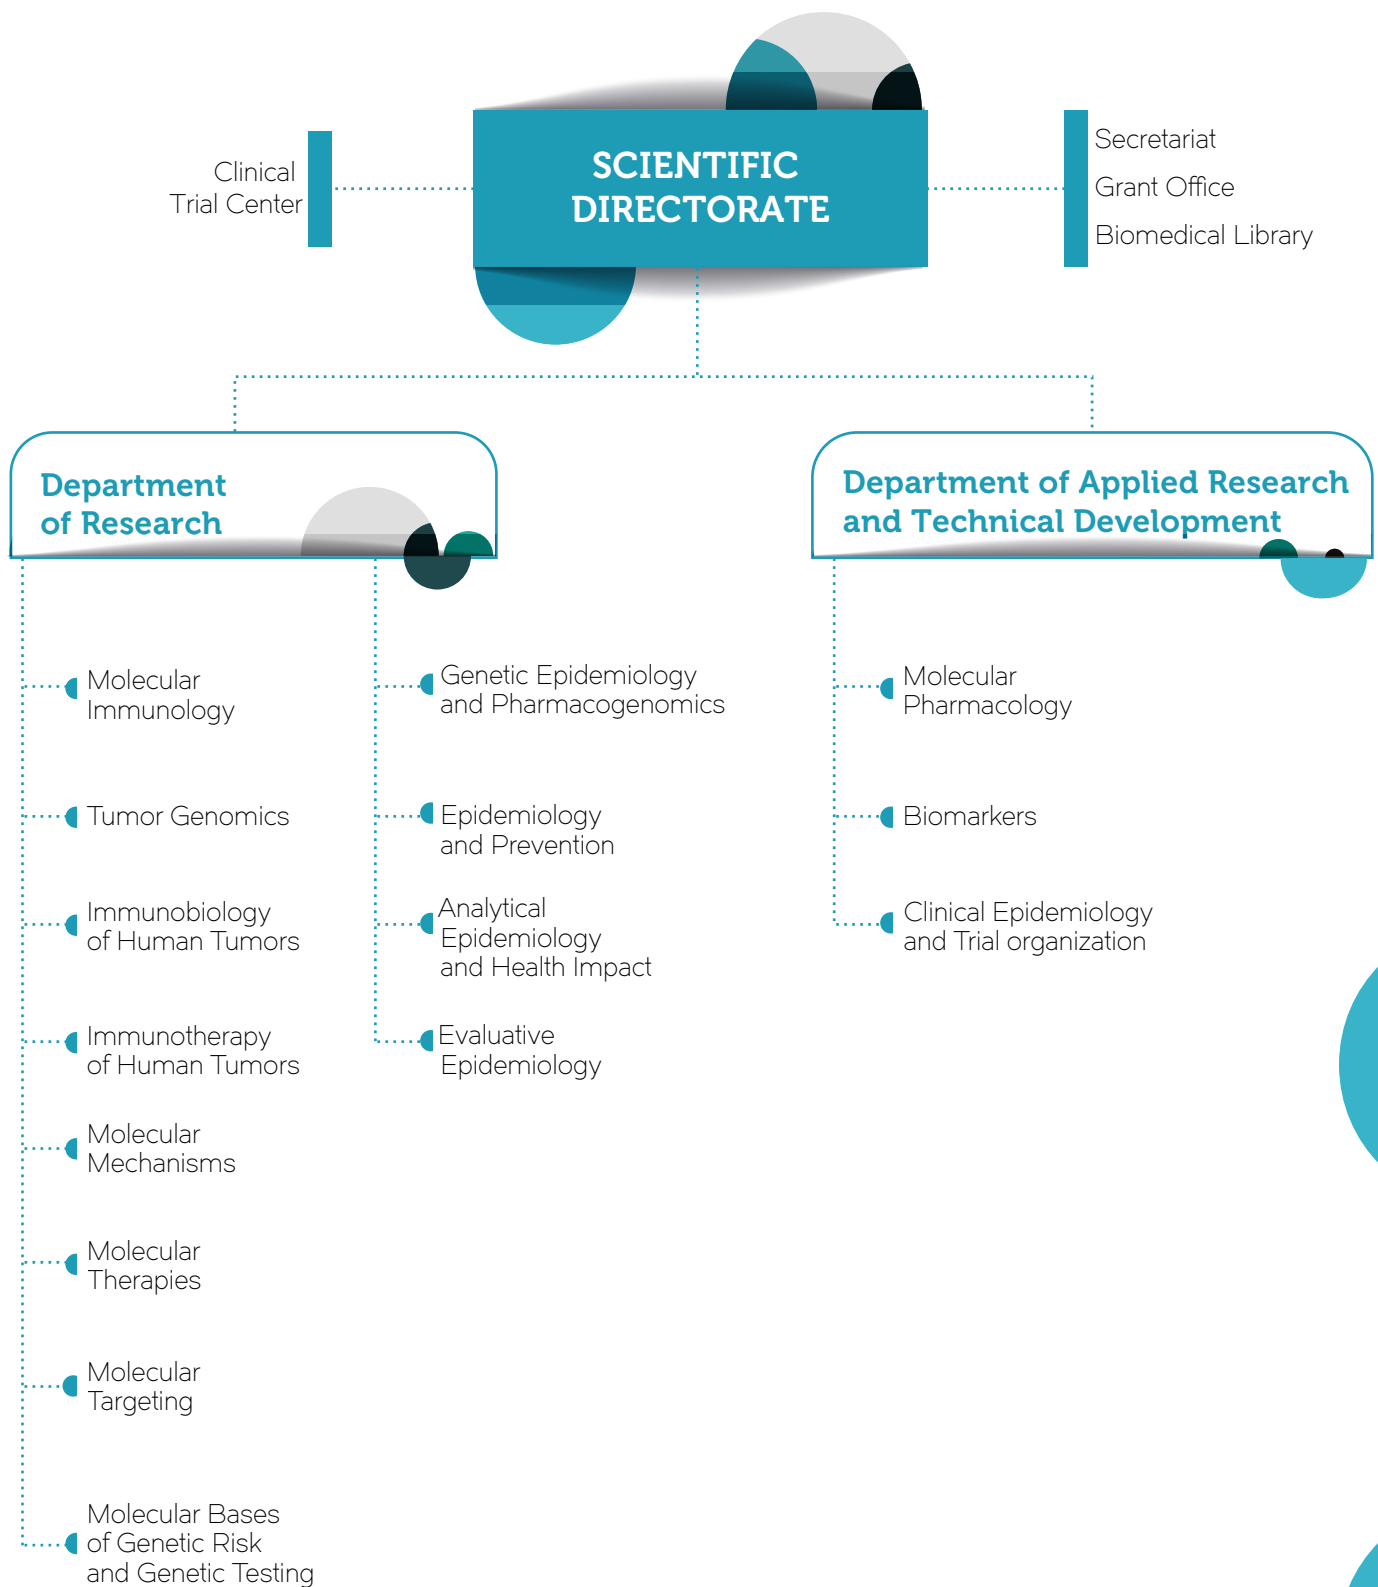 Clinical
Trial Center
SCIENTIFIC
DIRECTORATE
Secretariat
Grant Office
Biomedical Library
Department
of Research
Molecular
Immunology
Tumor Genomics
Immunobiology
of Human Tumors
Immunotherapy
of Human Tumors
Molecular
Mechanisms
Molecular
Therapies
Molecular
Targeting
Molecular Bases
of Genetic Risk
and Genetic Testing
Genetic Epidemiology
and Pharmacogenomics
Epidemiology
and Prevention
Analytical
Epidemiology
and Health Impact
Evaluative
Epidemiology
Department of Applied Research
and Technical Development
Molecular
Pharmacology
Biomarkers
Clinical Epidemiology
and Trial organization